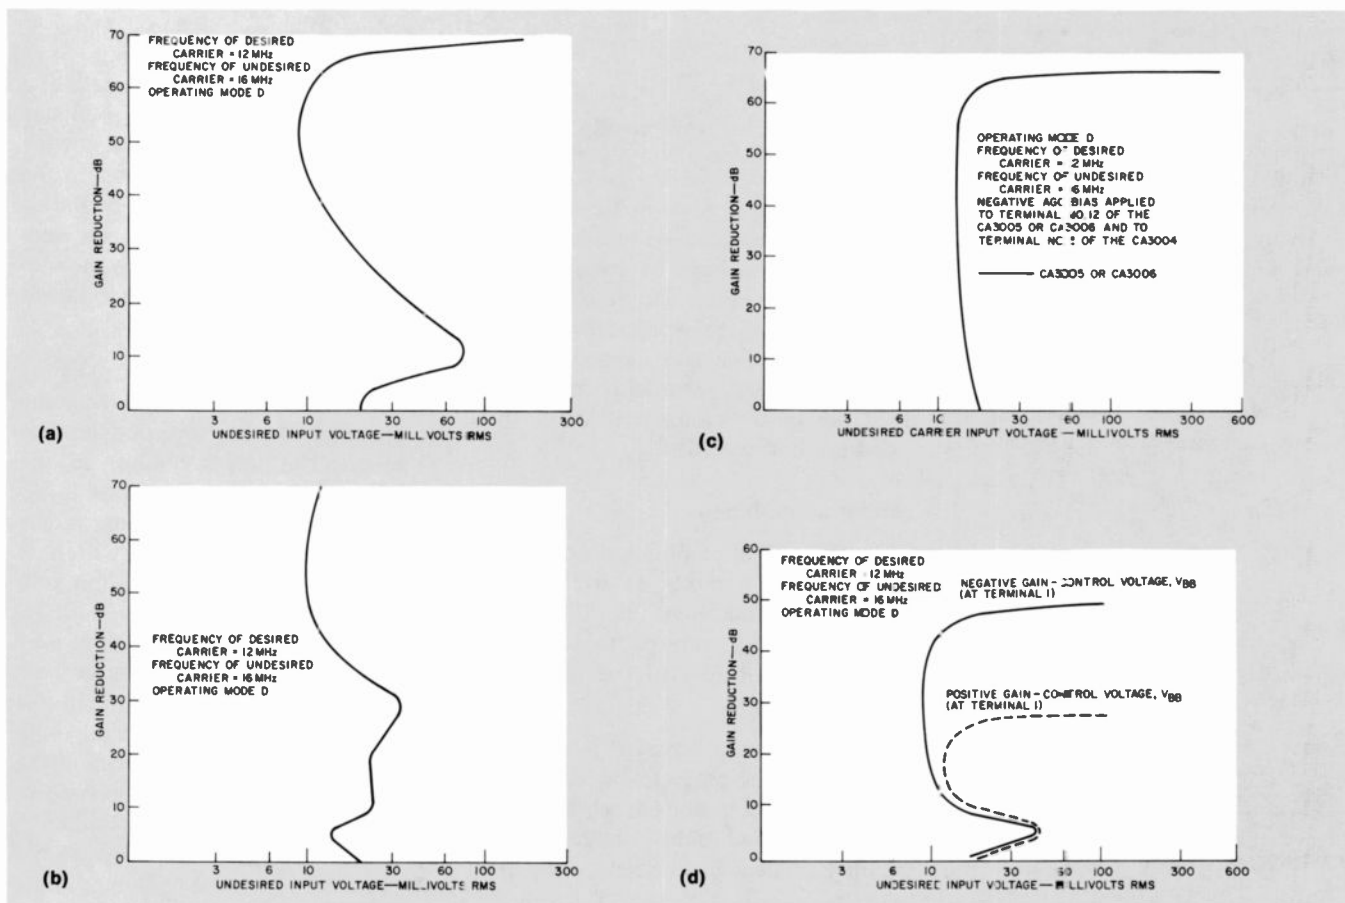 FREQUENCY OF DESIRED
CARRIER = 12 MHz
FREQUENCY OF UNDESIRED
CARRIER = 16 MHz
OPERATING MODE D
GAIN REDUCTION—dB
70
60
50
40
30
20
10
0
3 6 10 30 60 100 300
UNDESIRED INPUT VOLTAGE—MILL VOLTS RMS
(a)
70
60
50
40
30
20
10
0
GAIN REDUCTION—dB
FREQUENCY OF DESIRED
CARRIER = 12 MHz
FREQUENCY OF UNDESIRED
CARRIER = 16 MHz
OPERATING MODE D
3 6 10 30 60 100 300
UNDESIRED INPUT VOLTAGE—MILLIVOLTS RMS
(b)
70
60
50
40
30
20
10
0
GAIN REDUCTION—dB
OPERATING MODE D
FREQUENCY OF DESIRED
CARRIER = 2 MHz
FREQUENCY OF UNDESIRED
CARRIER = 6 MHz
NEGATIVE AGC BIAS APPLIED
TO TERMINAL NO.12 OF THE
CA3005 OR CA3006 AND TO
TERMINAL OF THE CA3004
CA3005 OR CA3006
3 6 10 30 60 100 300 600
UNDESIRED CARRIER INPUT VOLTAGE—MILLIVOLTS RMS
(c)
60
50
40
30
20
10
0
GAIN REDUCTION—dB
FREQUENCY OF DESIRED
CARRIER = 12 MHz
FREQUENCY OF UNDESIRED
CARRIER = 16 MHz
OPERATING MODE D
NEGATIVE GAIN-CONTROL VOLTAGE, VBB
(AT TERMINAL 1)
POSITIVE GAIN-CONTROL VOLTAGE, VBB
(AT TERMINAL 1)
3 6 10 30 60 100 300 600
UNDESIRED INPUT VOLTAGE—MILLIVOLTS RMS
(d)